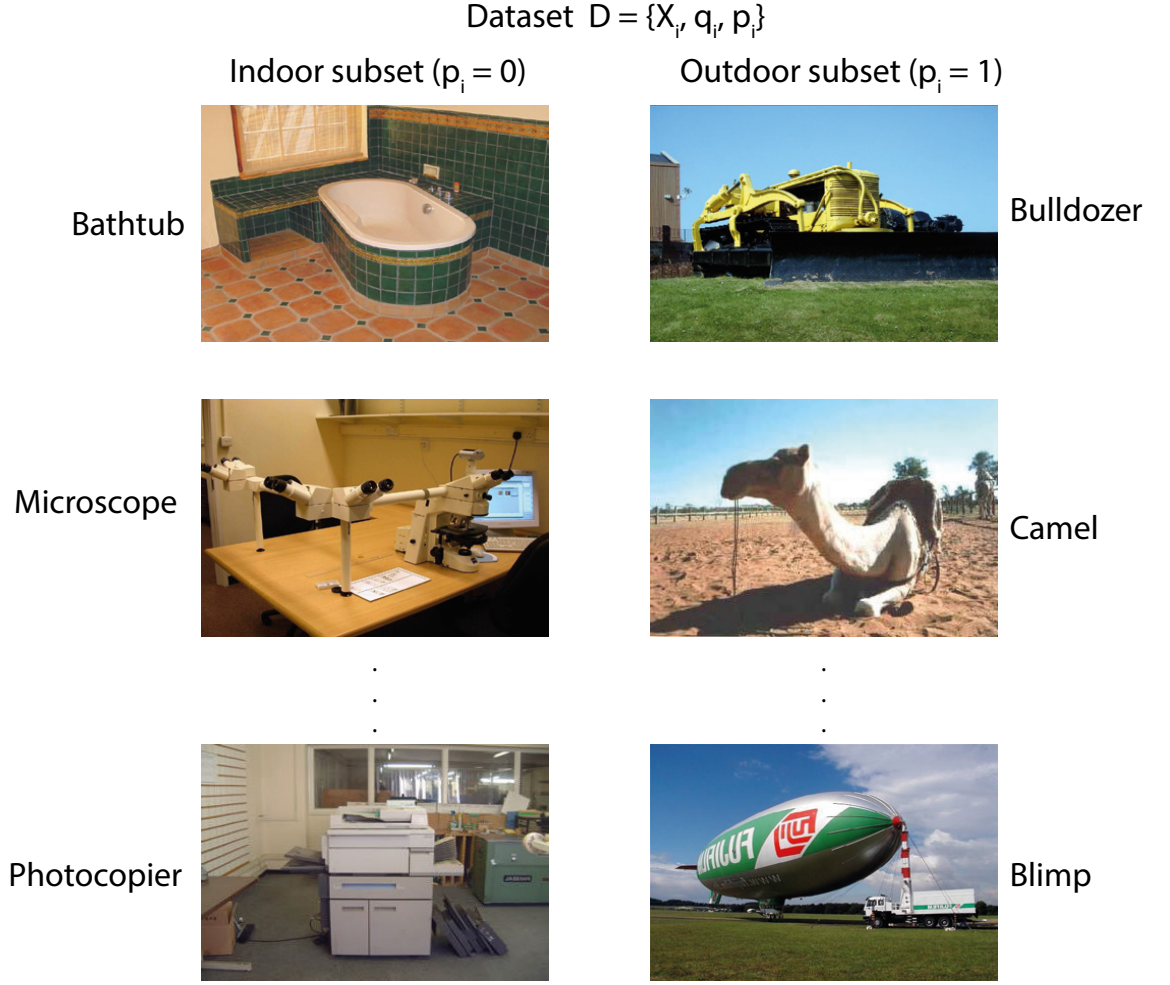 Dataset D = {Xi, qi, pi}
Indoor subset (pi = 0)
Outdoor subset (pi = 1)
Bathtub
Bulldozer
Microscope
Camel
.
.
.
.
.
.
Photocopier
Blimp
FUJIFILM